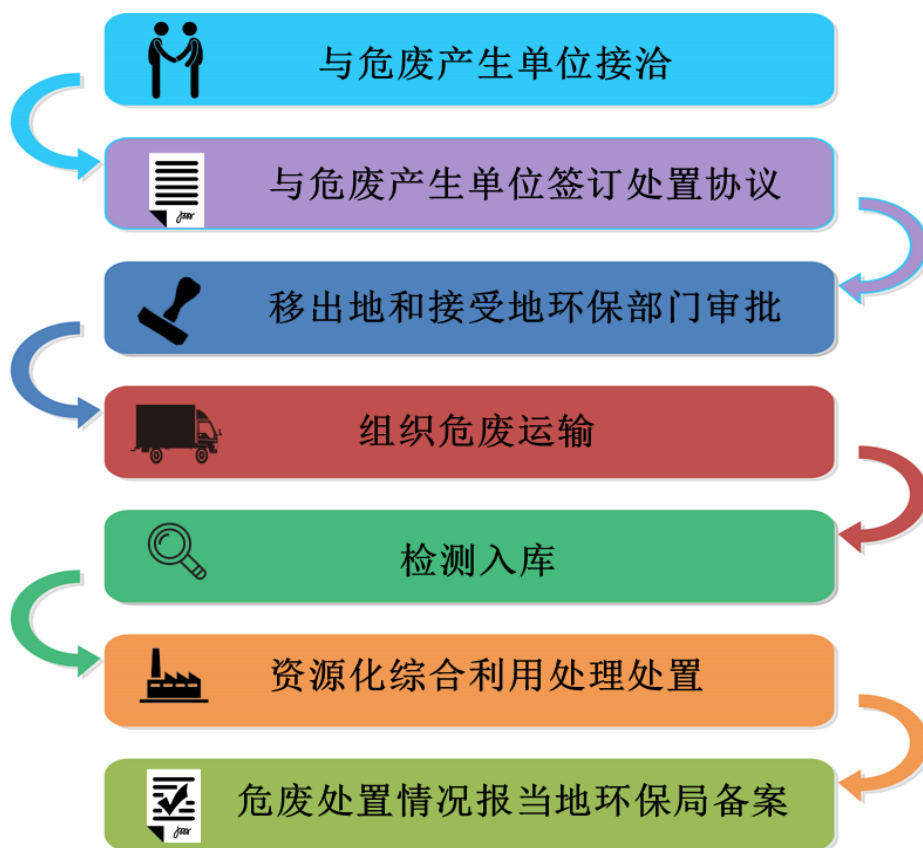 与危废产生单位接洽
与危废产生单位签订处置协议
移出地和接受地环保部门审批
组织危废运输
检测入库
资源化综合利用处理处置
危废处置情况报当地环保局备案